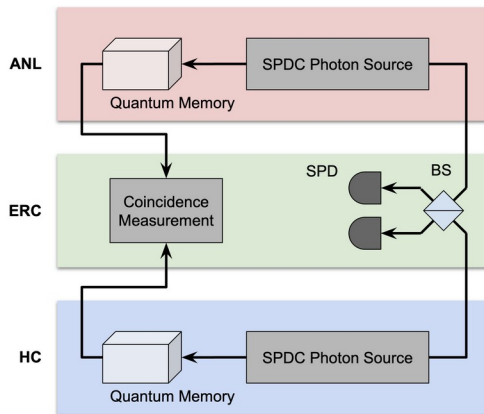 ANL
SPDC Photon Source
Quantum Memory
ERC
Coincidence
Measurement
SPD
BS
HC
SPDC Photon Source
Quantum Memory